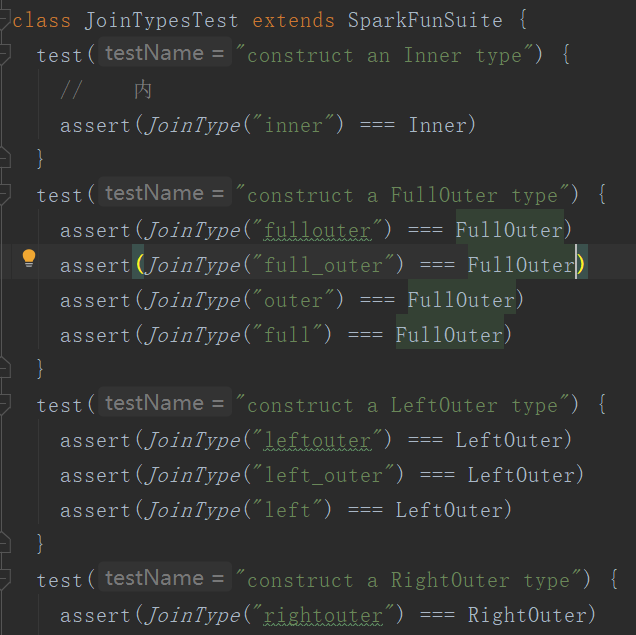 class JoinTypesTest extends SparkFunSuite {
test( testName = "construct an Inner type") {
// 内
assert(JoinType("inner") === Inner)
}
test( testName = "construct a FullOuter type") {
assert(JoinType("fullouter") === FullOuter)
assert(JoinType("full_outer") === FullOuter)
assert(JoinType("outer") === FullOuter)
assert(JoinType("full") === FullOuter)
}
test( testName = "construct a LeftOuter type") {
assert(JoinType("leftouter") === LeftOuter)
assert(JoinType("left_outer") === LeftOuter)
assert(JoinType("left") === LeftOuter)
}
test( testName = "construct a RightOuter type") {
assert(JoinType("rightouter") === RightOuter)